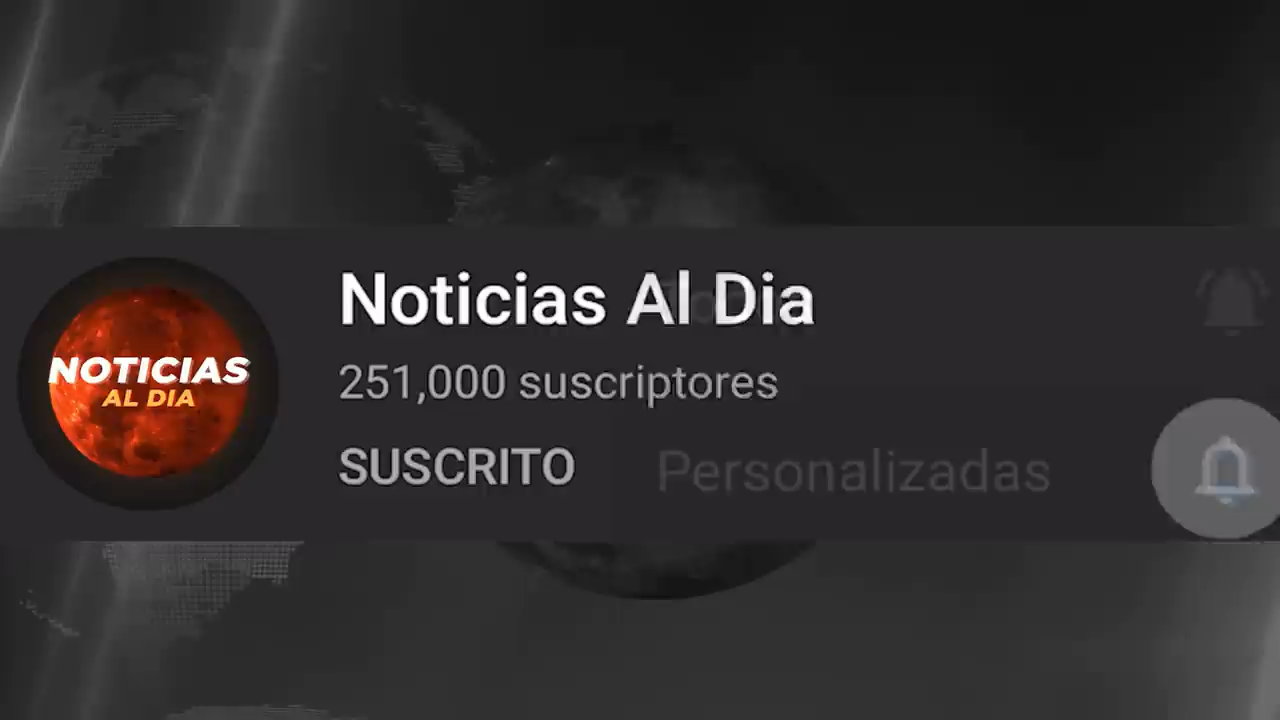 NOTICIAS
AL DIA
Noticias Al Dia
251,000 suscriptores
SUSCRITO
Personalizadas